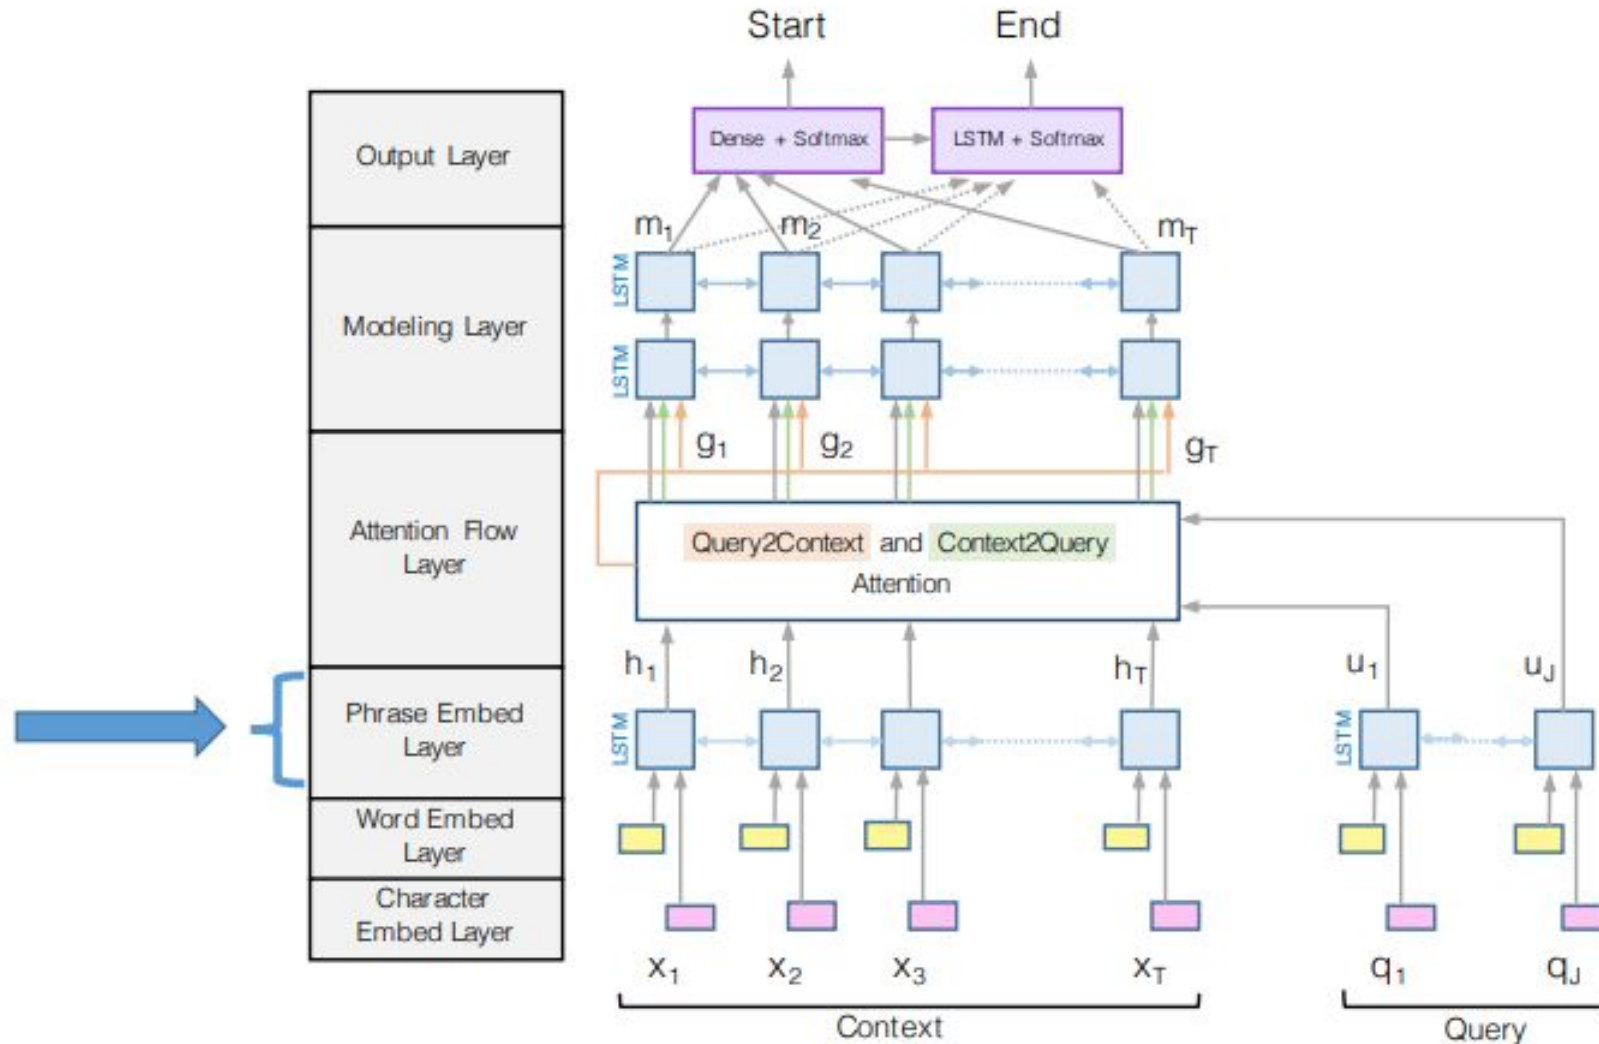 Start End
Output Layer
Dense + Softmax
LSTM + Softmax
m1 m2 mT
LSTM
Modeling Layer
LSTM
g1 g2 gT
Attention Flow
Layer
Query2Context and Context2Query
Attention
h1 h2 hT u1 uJ
Phrase Embed
Layer
LSTM
LSTM
Word Embed
Layer
Character
Embed Layer
x1 x2 x3 xT q1 qJ
Context Query